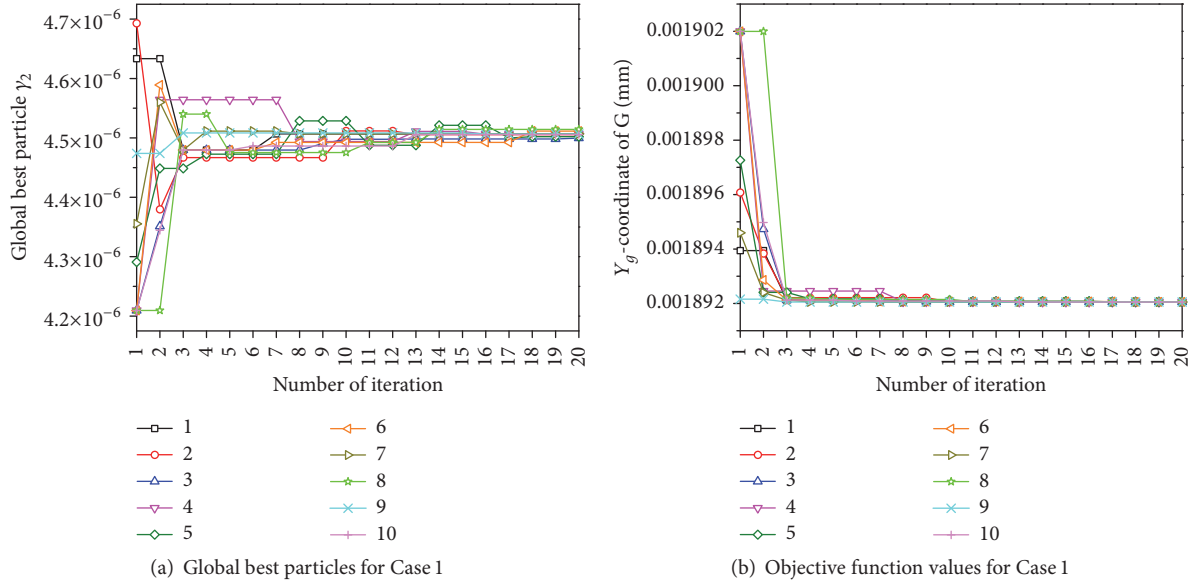 4.7×10⁻⁶
4.6×10⁻⁶
4.5×10⁻⁶
4.4×10⁻⁶
4.3×10⁻⁶
4.2×10⁻⁶
Global best particle γ₂
1 2 3 4 5 6 7 8 9 10 11 12 13 14 15 16 17 18 19 20
Number of iteration
1 6
2 7
3 8
4 9
5 10
(a) Global best particles for Case 1
0.001902
0.001900
0.001898
0.001896
0.001894
0.001892
Y_g-coordinate of G (mm)
1 2 3 4 5 6 7 8 9 10 11 12 13 14 15 16 17 18 19 20
Number of iteration
1 6
2 7
3 8
4 9
5 10
(b) Objective function values for Case 1